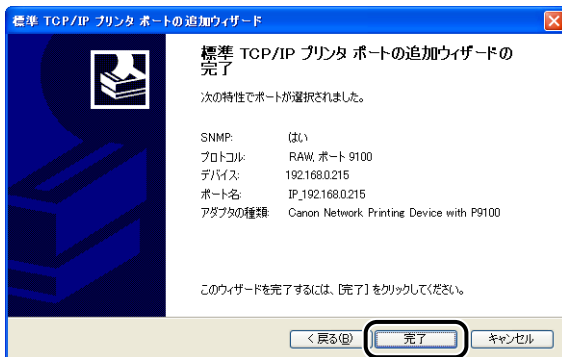 標準 TCP/IP プリンタ ポートの追加ウィザード
標準 TCP/IP プリンタ ポートの追加ウィザードの
完了
次の特性でポートが選択されました。
SNMP: はい
プロトコル: RAW, ポート 9100
デバイス: 192.168.0.215
ポート名: IP_192.168.0.215
アダプタの種類: Canon Network Printing Device with P9100
このウィザードを完了するには、[完了] をクリックしてください。
< 戻る(B) 完了 キャンセル